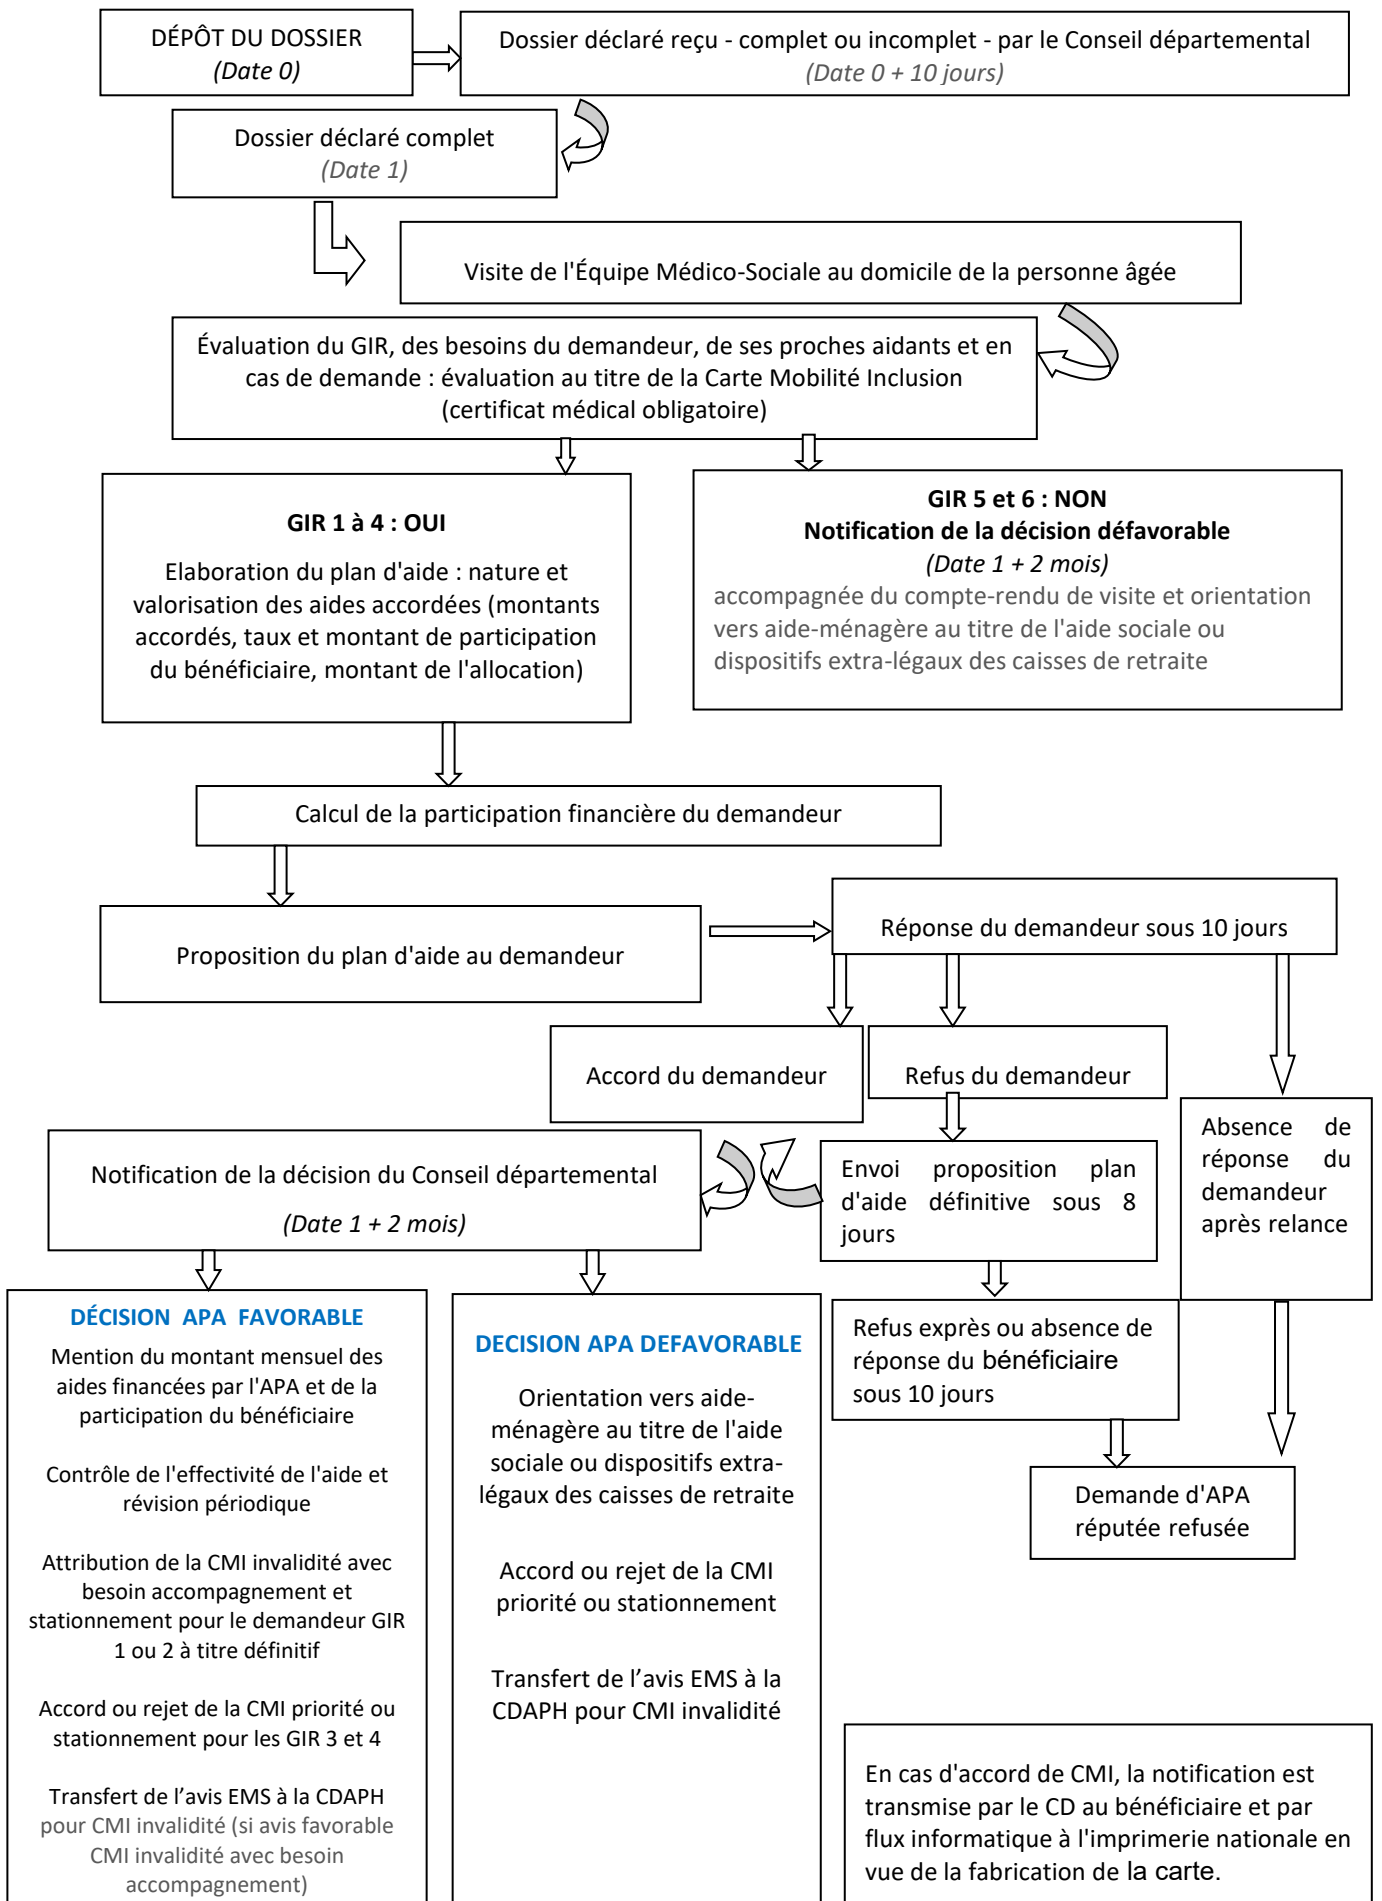 DÉPÔT DU DOSSIER
(Date 0)
Dossier déclaré reçu - complet ou incomplet - par le Conseil départemental
(Date 0 + 10 jours)
Dossier déclaré complet
(Date 1)
Visite de l'Équipe Médico-Sociale au domicile de la personne âgée
Évaluation du GIR, des besoins du demandeur, de ses proches aidants et en
cas de demande : évaluation au titre de la Carte Mobilité Inclusion
(certificat médical obligatoire)
GIR 1 à 4 : OUI
Elaboration du plan d'aide : nature et
valorisation des aides accordées (montants
accordés, taux et montant de participation
du bénéficiaire, montant de l'allocation)
GIR 5 et 6 : NON
Notification de la décision défavorable
(Date 1 + 2 mois)
accompagnée du compte-rendu de visite et orientation
vers aide-ménagère au titre de l'aide sociale ou
dispositifs extra-légaux des caisses de retraite
Calcul de la participation financière du demandeur
Proposition du plan d'aide au demandeur
Réponse du demandeur sous 10 jours
Accord du demandeur
Refus du demandeur
Absence de
réponse du
demandeur
après relance
Notification de la décision du Conseil départemental
(Date 1 + 2 mois)
Envoi proposition plan
d'aide définitive sous 8
jours
Refus exprès ou absence de
réponse du bénéficiaire
sous 10 jours
Demande d'APA
réputée refusée
DÉCISION APA FAVORABLE
Mention du montant mensuel des
aides financées par l'APA et de la
participation du bénéficiaire
Contrôle de l'effectivité de l'aide et
révision périodique
Attribution de la CMI invalidité avec
besoin accompagnement et
stationnement pour le demandeur GIR
1 ou 2 à titre définitif
Accord ou rejet de la CMI priorité ou
stationnement pour les GIR 3 et 4
Transfert de l’avis EMS à la CDAPH
pour CMI invalidité (si avis favorable
CMI invalidité avec besoin
accompagnement)
DECISION APA DEFAVORABLE
Orientation vers aide-
ménagère au titre de l'aide
sociale ou dispositifs extra-
légaux des caisses de retraite
Accord ou rejet de la CMI
priorité ou stationnement
Transfert de l’avis EMS à la
CDAPH pour CMI invalidité
En cas d'accord de CMI, la notification est
transmise par le CD au bénéficiaire et par
flux informatique à l'imprimerie nationale en
vue de la fabrication de la carte.